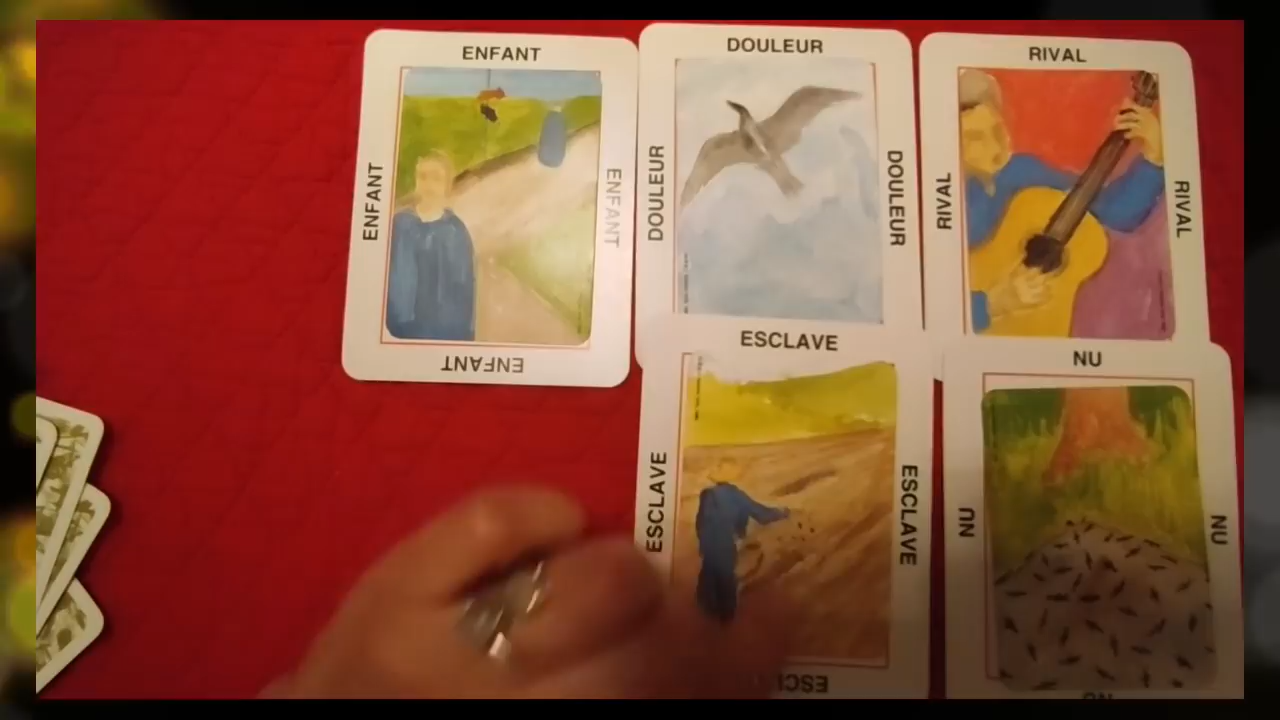 ENFANT
ENFANT
ENFANT
ENFANT
DOULEUR
DOULEUR
DOULEUR
RIVAL
RIVAL
RIVAL
ESCLAVE
ESCLAVE
ESCLAVE
NU
NU
NU